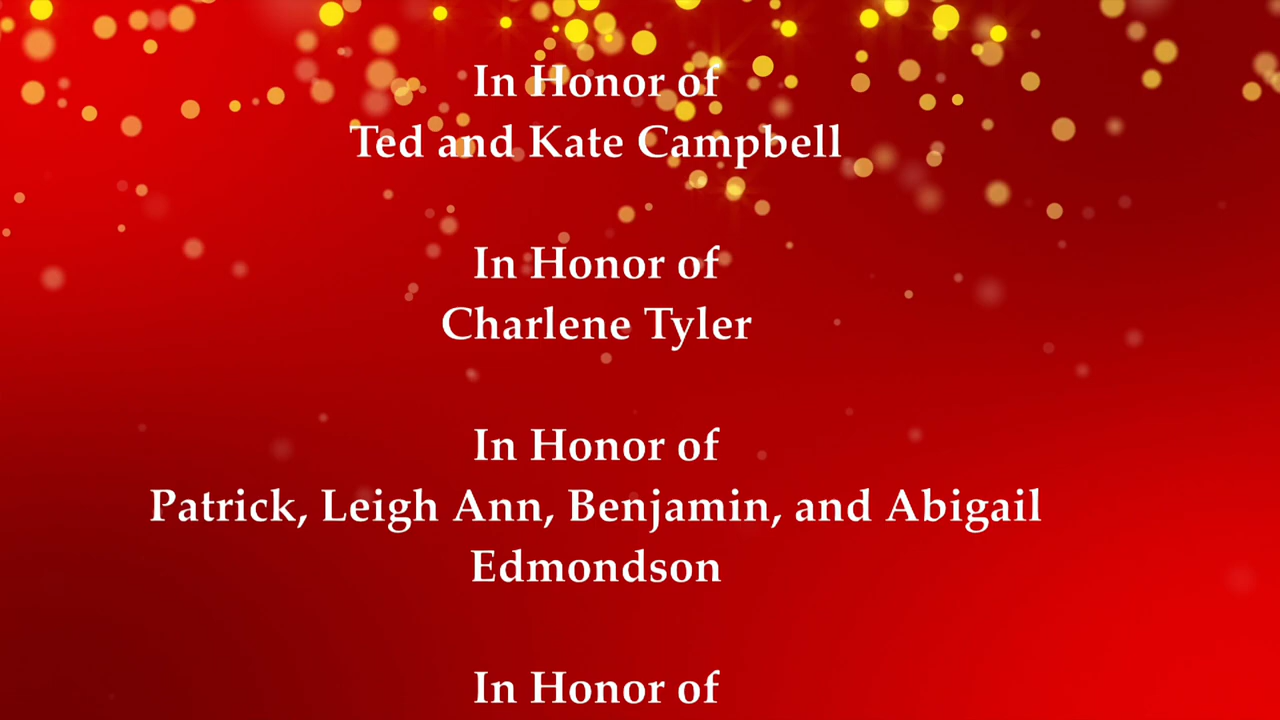 In Honor of
Ted and Kate Campbell
In Honor of
Charlene Tyler
In Honor of
Patrick, Leigh Ann, Benjamin, and Abigail
Edmondson
In Honor of